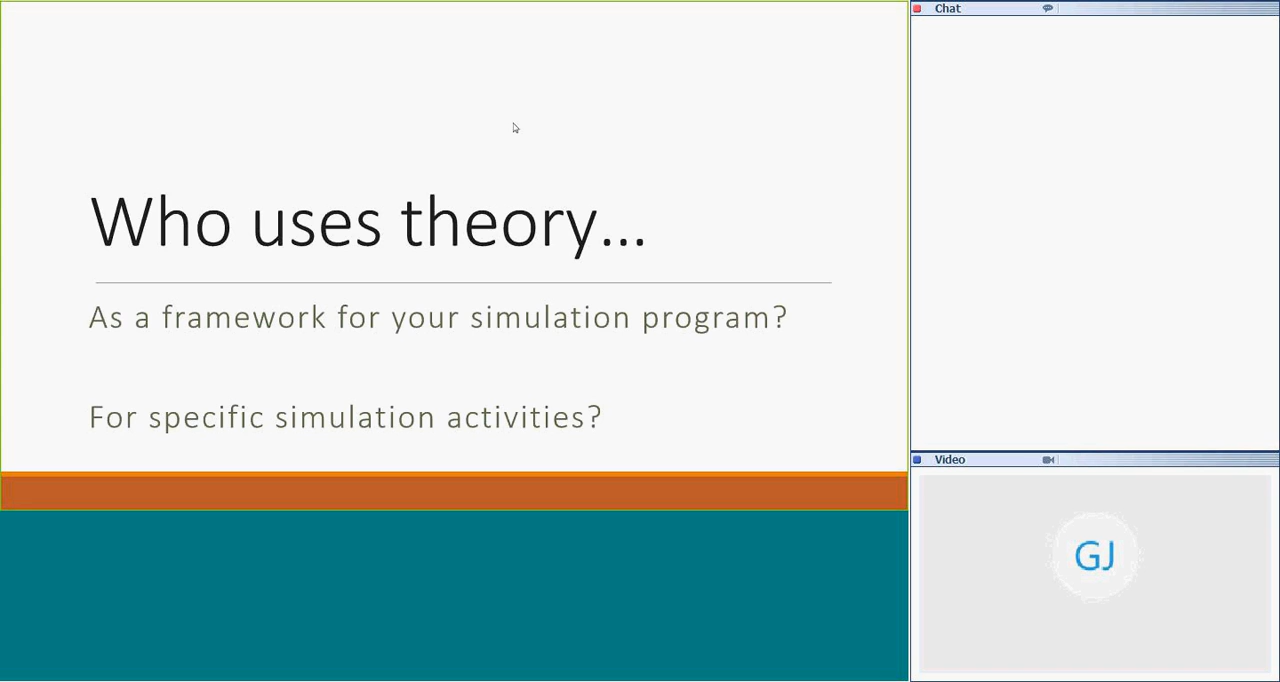 Who uses theory...
As a framework for your simulation program?
For specific simulation activities?
Chat
Video
GJ